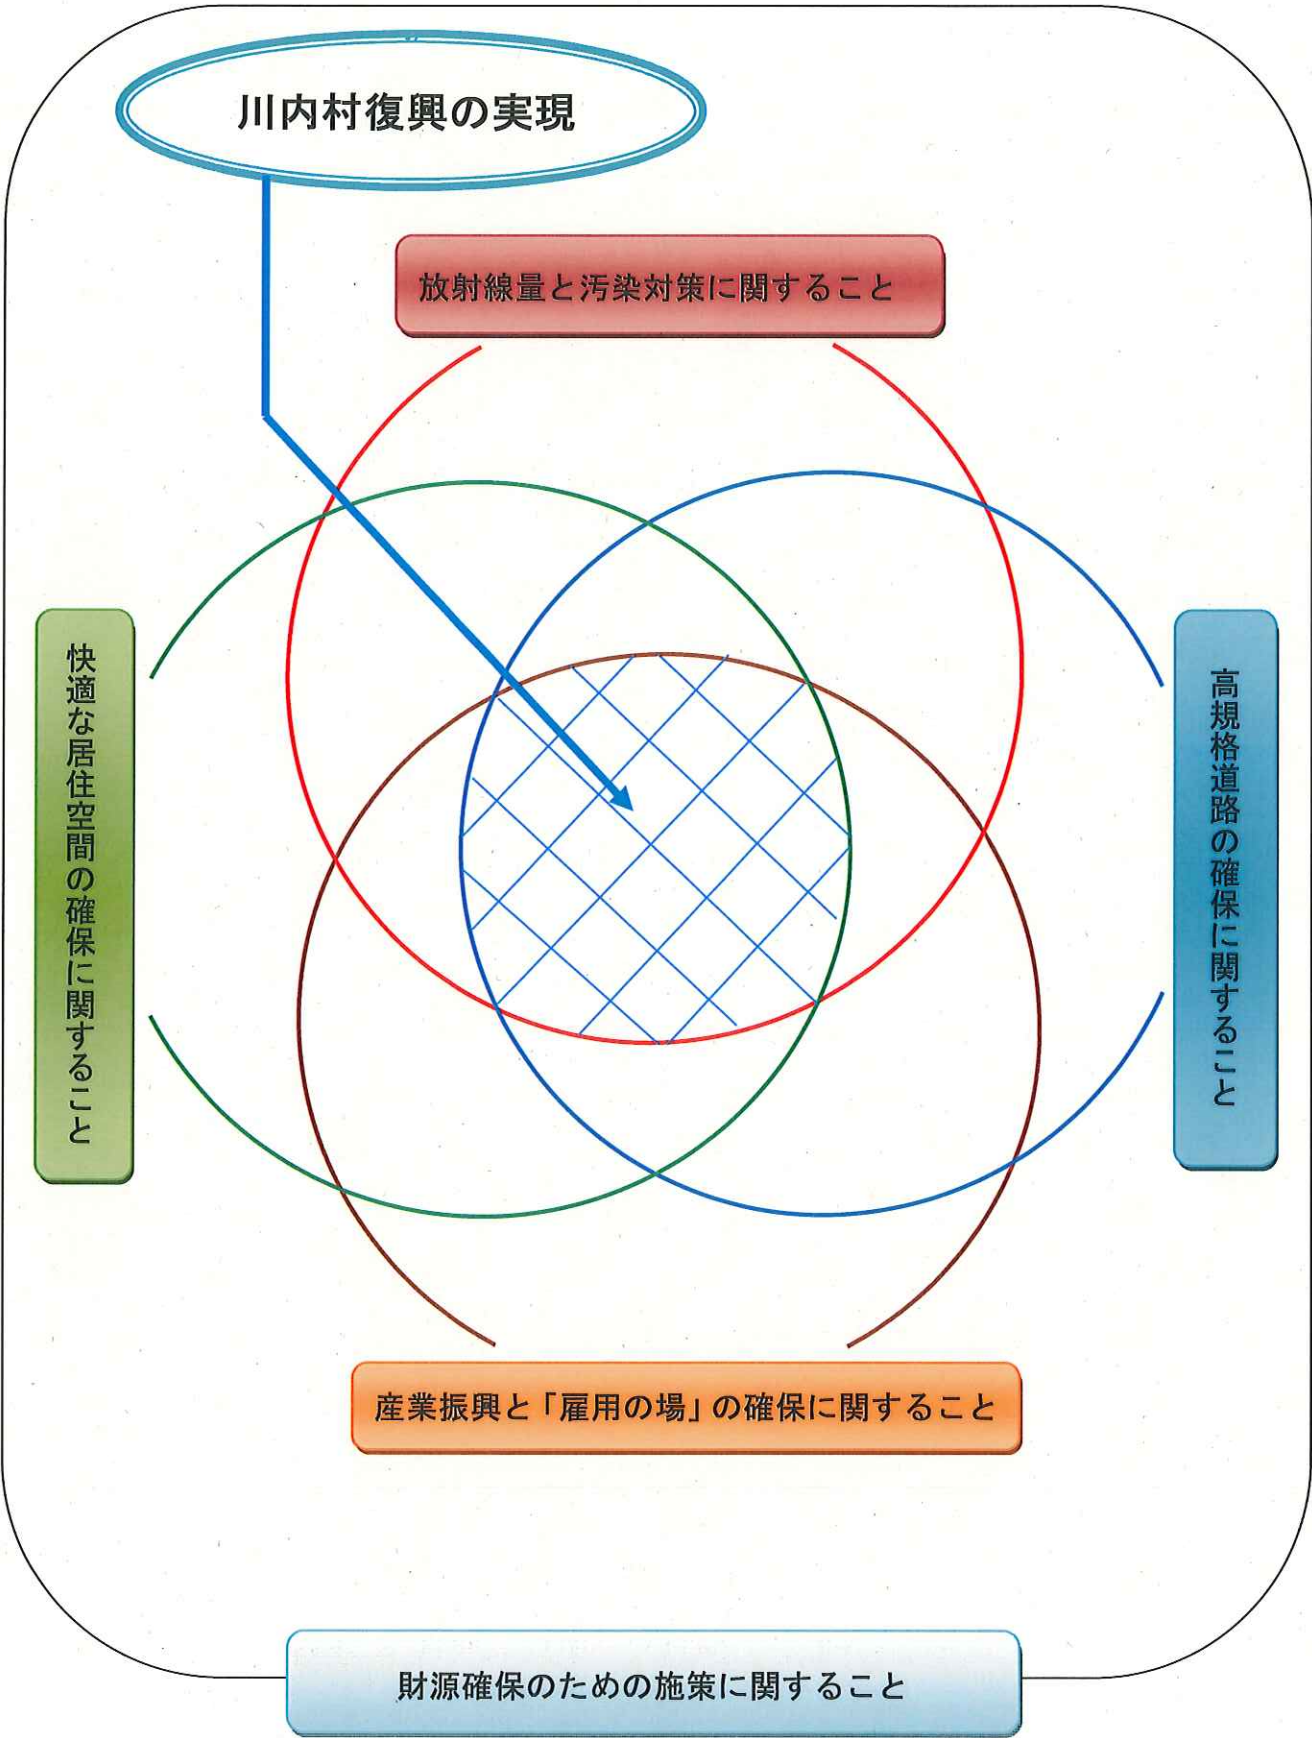 川内村復興の実現
放射線量と汚染対策に関すること
快適な居住空間の確保に関すること
高規格道路の確保に関すること
産業振興と「雇用の場」の確保に関すること
財源確保のための施策に関すること